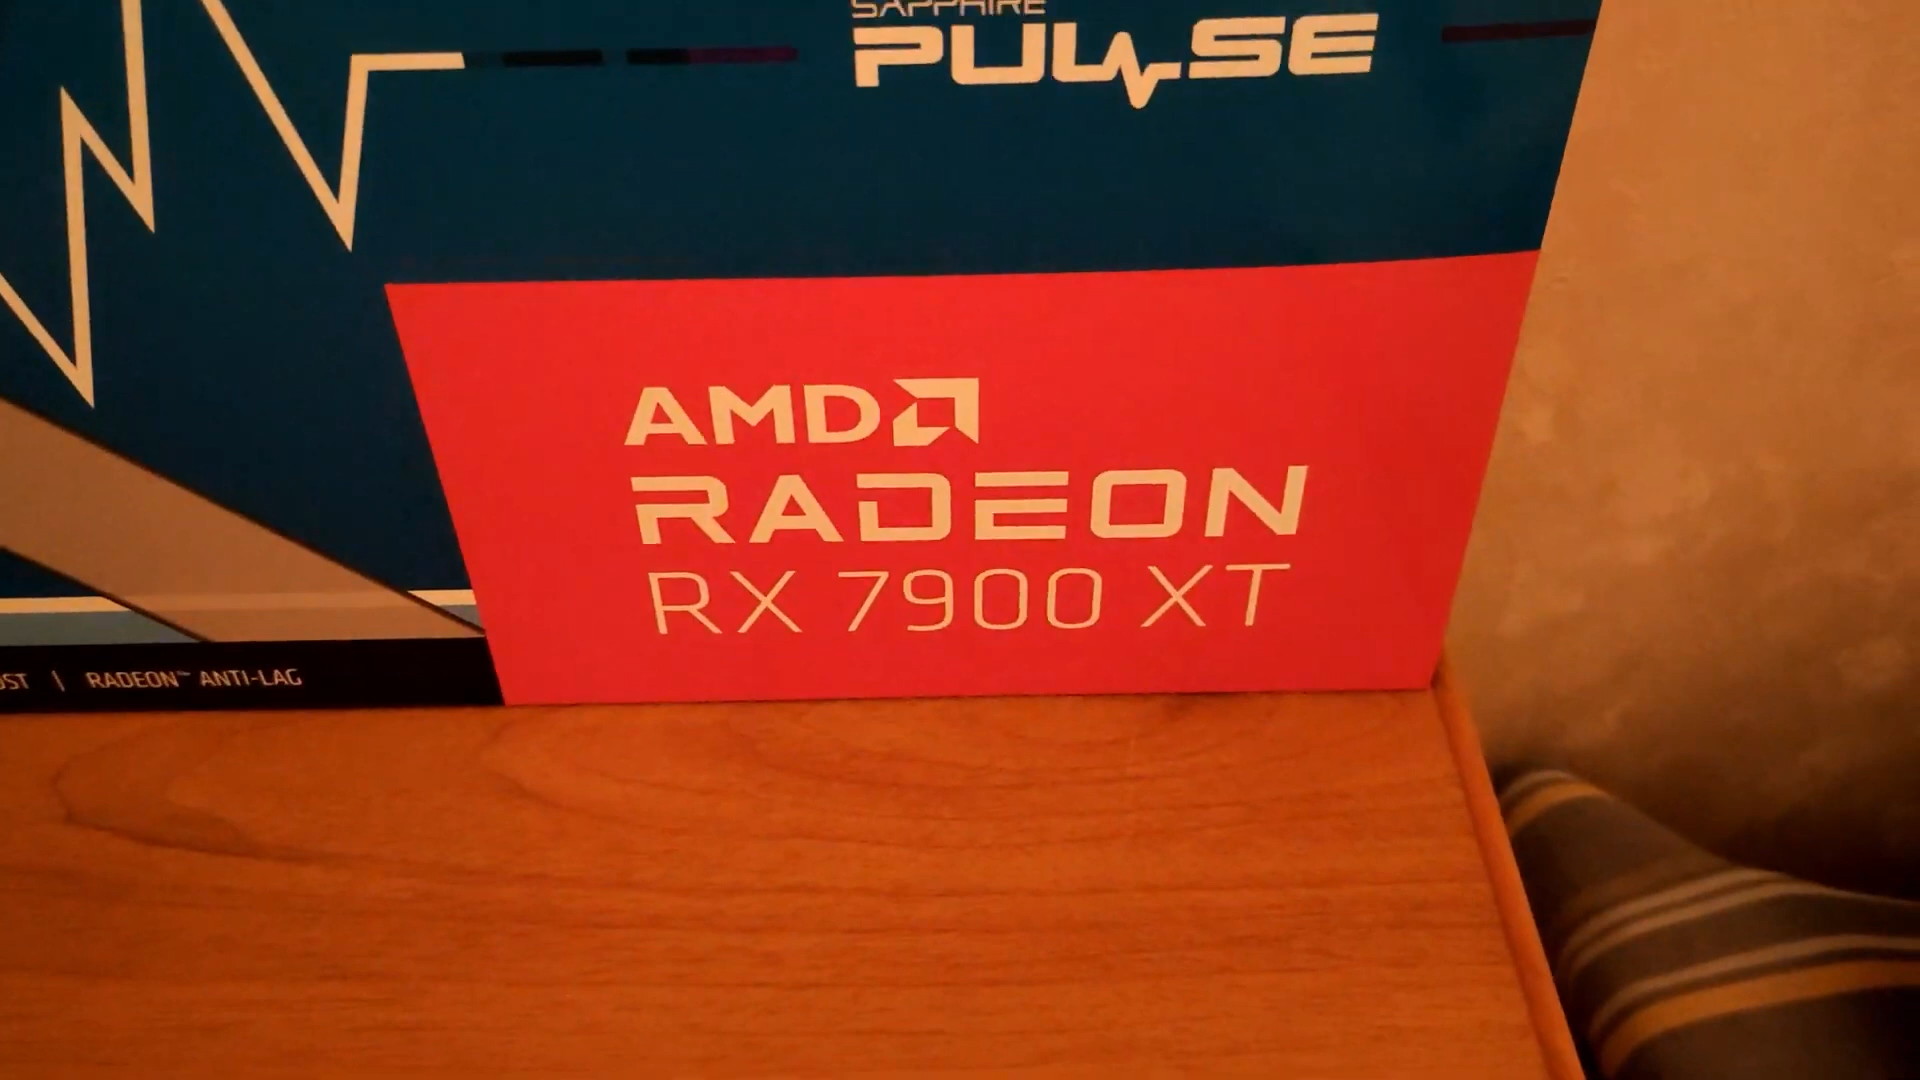 SAPPHIRE
PULSE
AMD
RADEON
RX 7900 XT
| RADEON™ ANTI-LAG